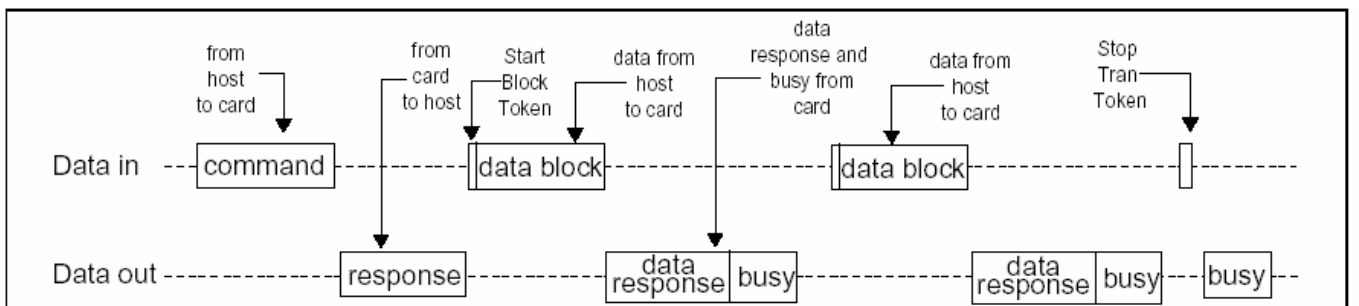 from
host
to card
from
card
to host
Start
Block
Token
data from
host
to card
data
response and
busy from
card
data from
host
to card
Stop
Tran
Token
Data in
command
data block
data block
Data out
response
data
response
busy
data
response
busy
busy